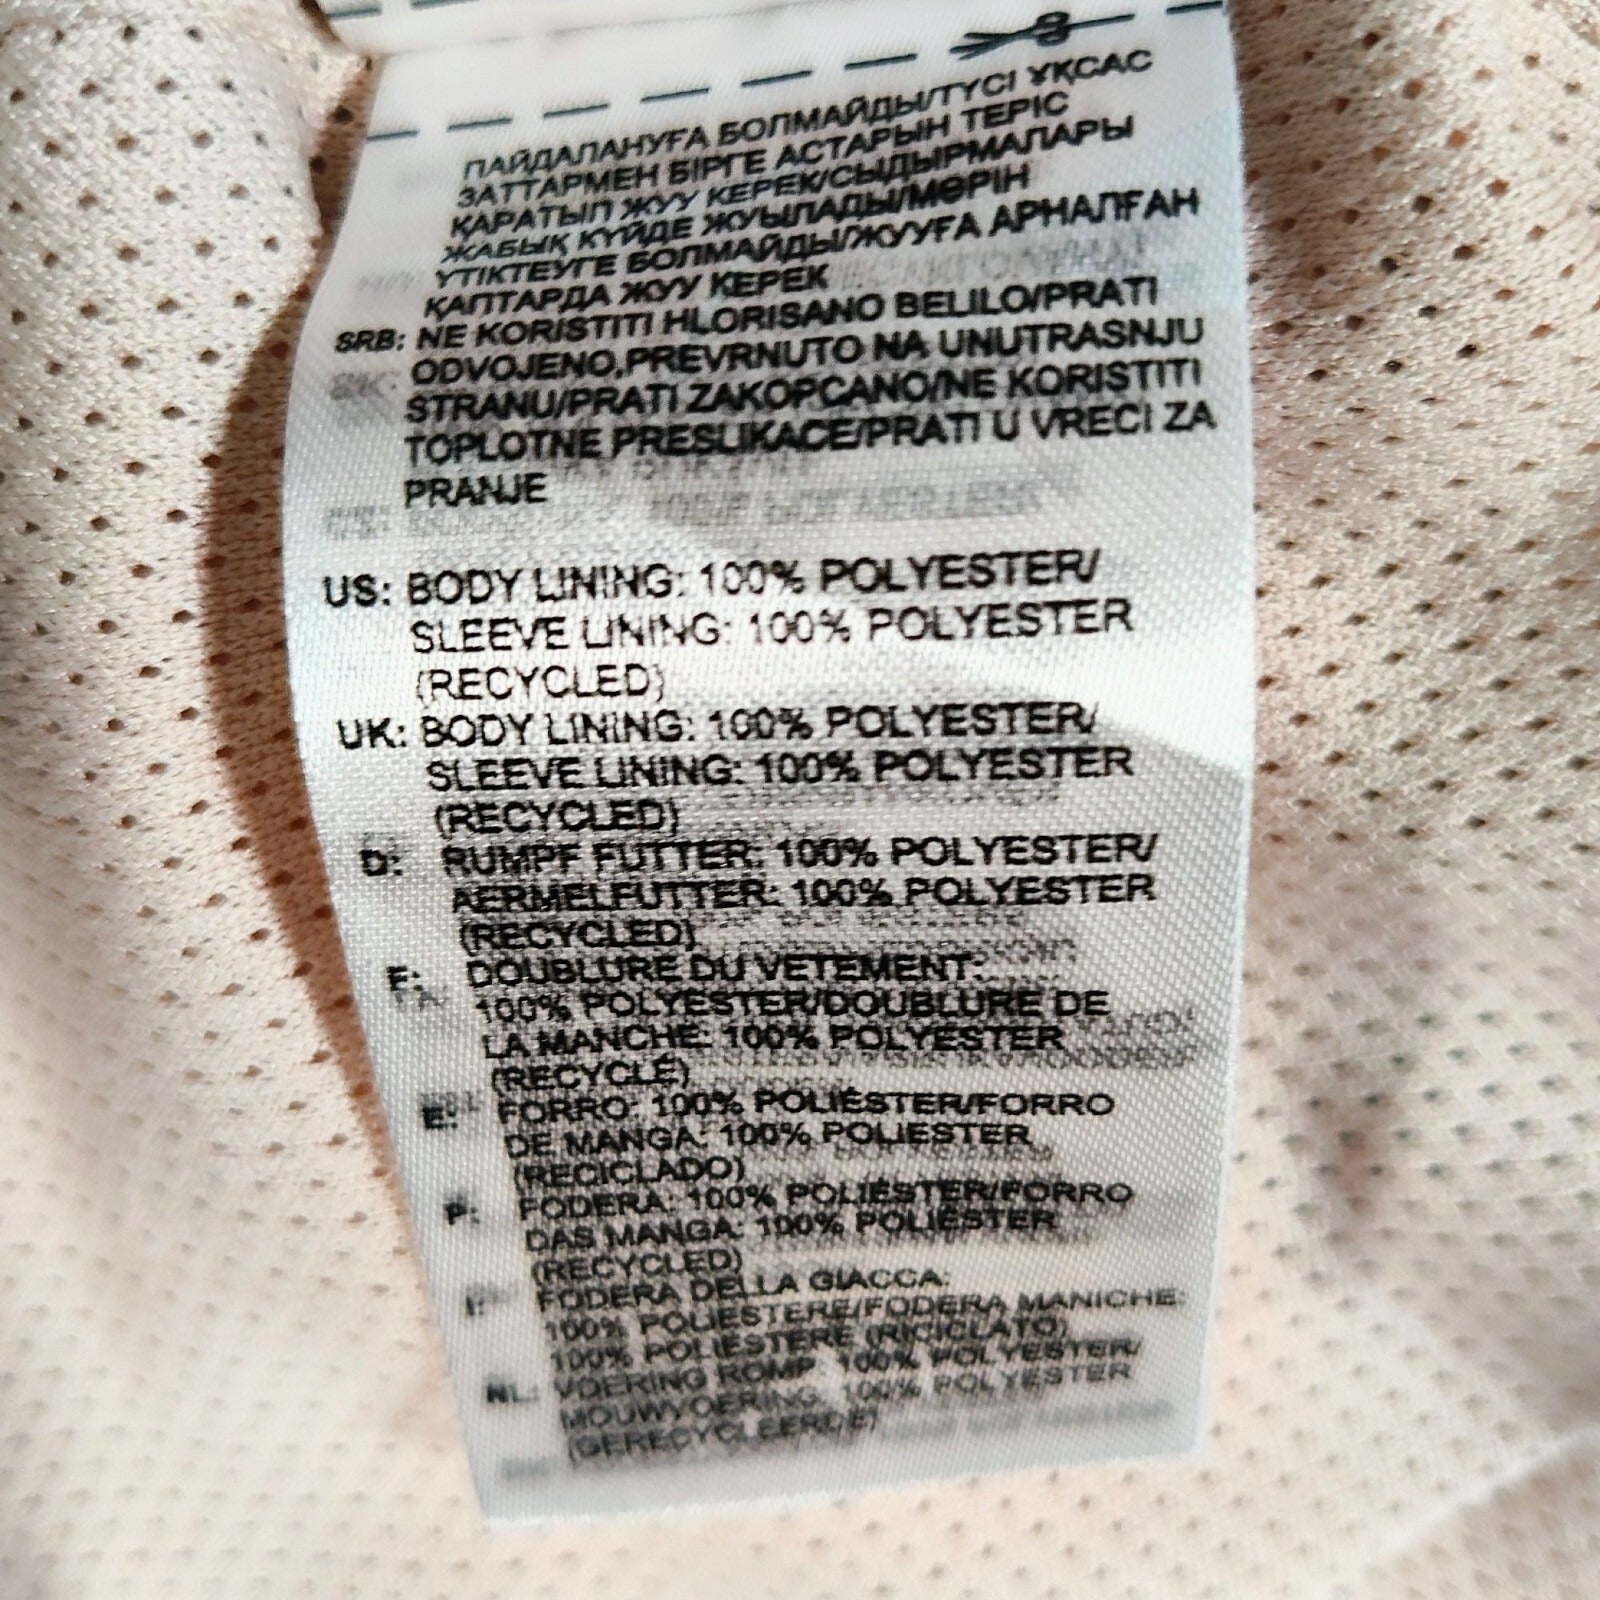 ПАЙДАЛАНУҒА БОЛМАЙДЫ/ТҮСІ ҰҚСАС
ЗАТТАРМЕН БІРГЕ АСТАРЫН ТЕРІС
ҚАРАТЫП ЖУУ КЕРЕК/СЫДЫРМАЛАРЫ
ЖАБЫҚ КҮЙДЕ ЖУЫЛАДЫ/МӨРІН
ҮТІКТЕУГЕ БОЛМАЙДЫ/ЖУУҒА АРНАЛҒАН
ҚАПТАРДА ЖУУ КЕРЕК
SRB: NE KORISTITI HLORISANO BELILO/PRATI
ODVOJENO,PREVRNUTO NA UNUTRASNJU
STRANU/PRATI ZAKOPCANO/NE KORISTITI
TOPLOTNE PRESLIKACE/PRATI U VRECI ZA
PRANJE
US: BODY LINING: 100% POLYESTER/
SLEEVE LINING: 100% POLYESTER
(RECYCLED)
UK: BODY LINING: 100% POLYESTER/
SLEEVE LINING: 100% POLYESTER
(RECYCLED)
D: RUMPF FUTTER: 100% POLYESTER/
AERMELFUTTER: 100% POLYESTER
(RECYCLED)
F: DOUBLURE DU VETEMENT:
100% POLYESTER/DOUBLURE DE
LA MANCHE: 100% POLYESTER
(RECYCLÉ)
E: FORRO: 100% POLIÉSTER/FORRO
DE MANGA: 100% POLIESTER
(RECICLADO)
P: FODERA: 100% POLIÉSTER/FORRO
DAS MANGA: 100% POLIÉSTER
(RECYCLED)
I: FODERA DELLA GIACCA:
100% POLIESTERE/FODERA MANICHE:
100% POLIESTERE (RICICLATO)
NL: VOERING ROMP: 100% POLYESTER/
MOUWVOERING: 100% POLYESTER
(GERECYCLEERDE)